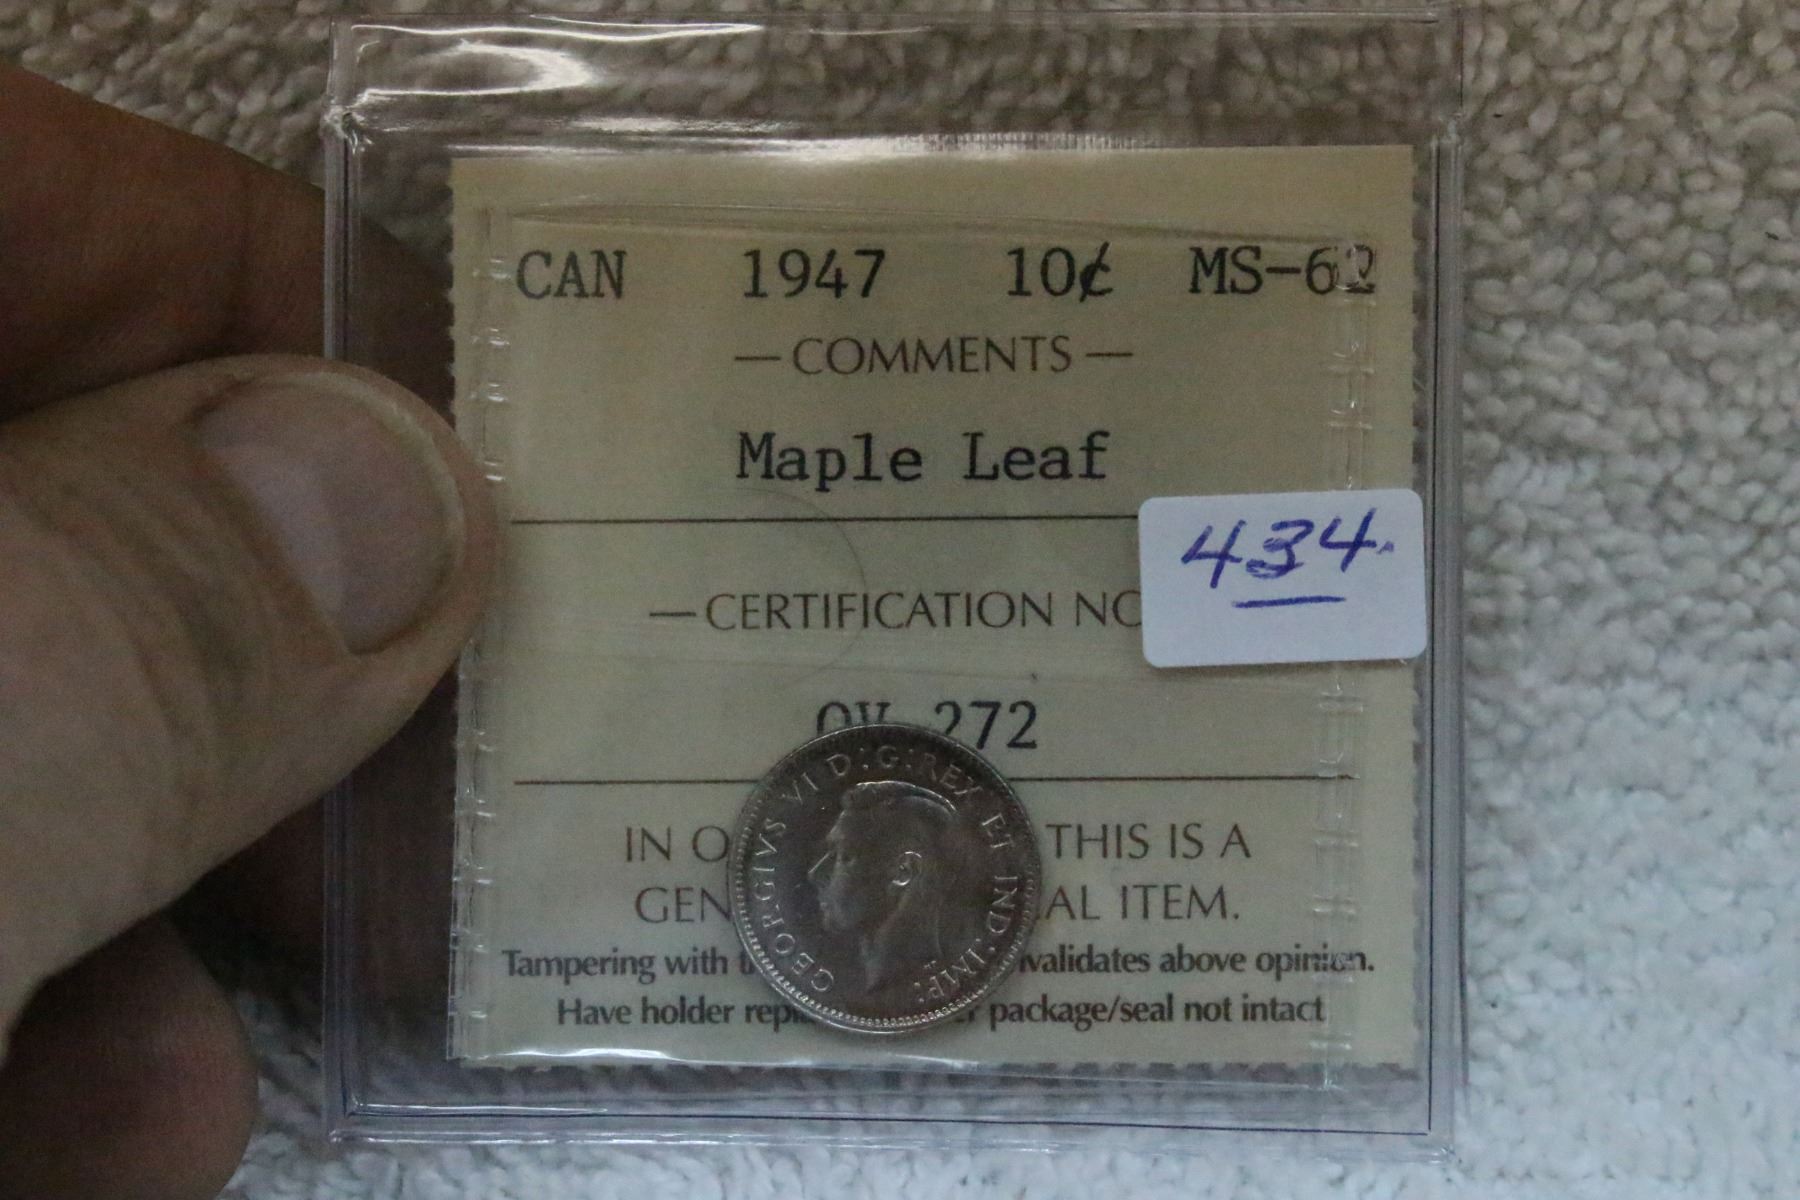 CAN 1947 10¢ MS-62
— COMMENTS —
Maple Leaf
434.
— CERTIFICATION NO
272
IN O THIS IS A
GEN AL ITEM.
Tampering with validates above opinion.
Have holder package/seal not intact
GEORGIVS VI D:G:REX ET IND:IMP: